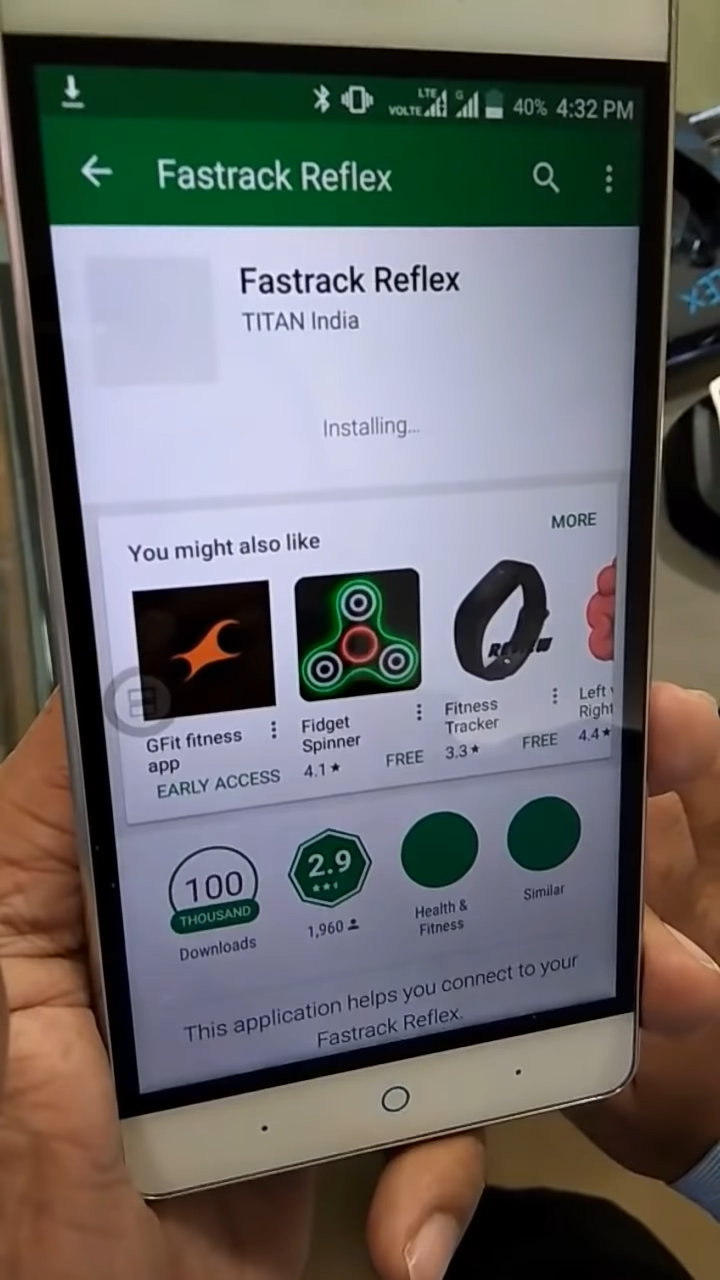 LTE
VOLTE
G
40% 4:32 PM
Fastrack Reflex
Fastrack Reflex
TITAN India
Installing...
You might also like
MORE
GFit fitness
app
EARLY ACCESS
Fidget
Spinner
4.1★
FREE
REVIEW
Fitness
Tracker
3.3★
FREE
Left
Right
4.4★
100
THOUSAND
Downloads
2.9
1,960
Health &
Fitness
Similar
This application helps you connect to your
Fastrack Reflex.